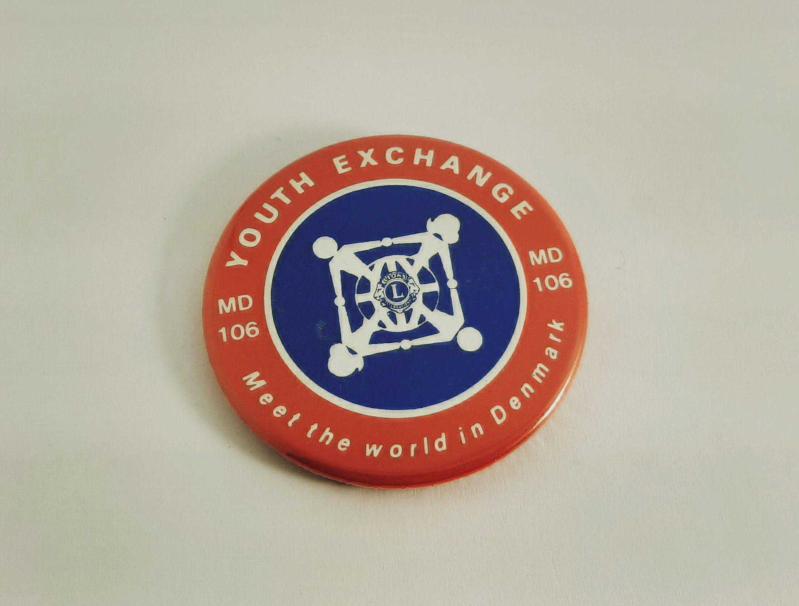 YOUTH EXCHANGE
MD
106
MD
106
L
Meet the world in Denmark